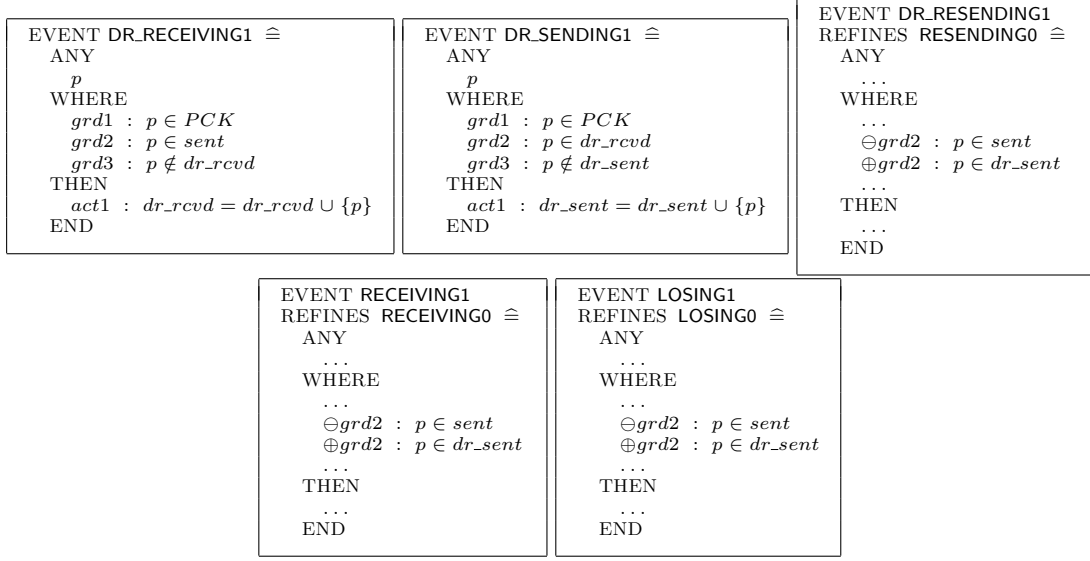 EVENT DR_RECEIVING1 ≙
ANY
p
WHERE
grd1 : p ∈ PCK
grd2 : p ∈ sent
grd3 : p ∉ dr_rcvd
THEN
act1 : dr_rcvd = dr_rcvd ∪ {p}
END
EVENT DR_SENDING1 ≙
ANY
p
WHERE
grd1 : p ∈ PCK
grd2 : p ∈ dr_rcvd
grd3 : p ∉ dr_sent
THEN
act1 : dr_sent = dr_sent ∪ {p}
END
EVENT DR_RESENDING1
REFINES RESENDING0 ≙
ANY
...
WHERE
...
⊖grd2 : p ∈ sent
⊕grd2 : p ∈ dr_sent
...
THEN
...
END
EVENT RECEIVING1
REFINES RECEIVING0 ≙
ANY
...
WHERE
...
⊖grd2 : p ∈ sent
⊕grd2 : p ∈ dr_sent
...
THEN
...
END
EVENT LOSING1
REFINES LOSING0 ≙
ANY
...
WHERE
...
⊖grd2 : p ∈ sent
⊕grd2 : p ∈ dr_sent
...
THEN
...
END